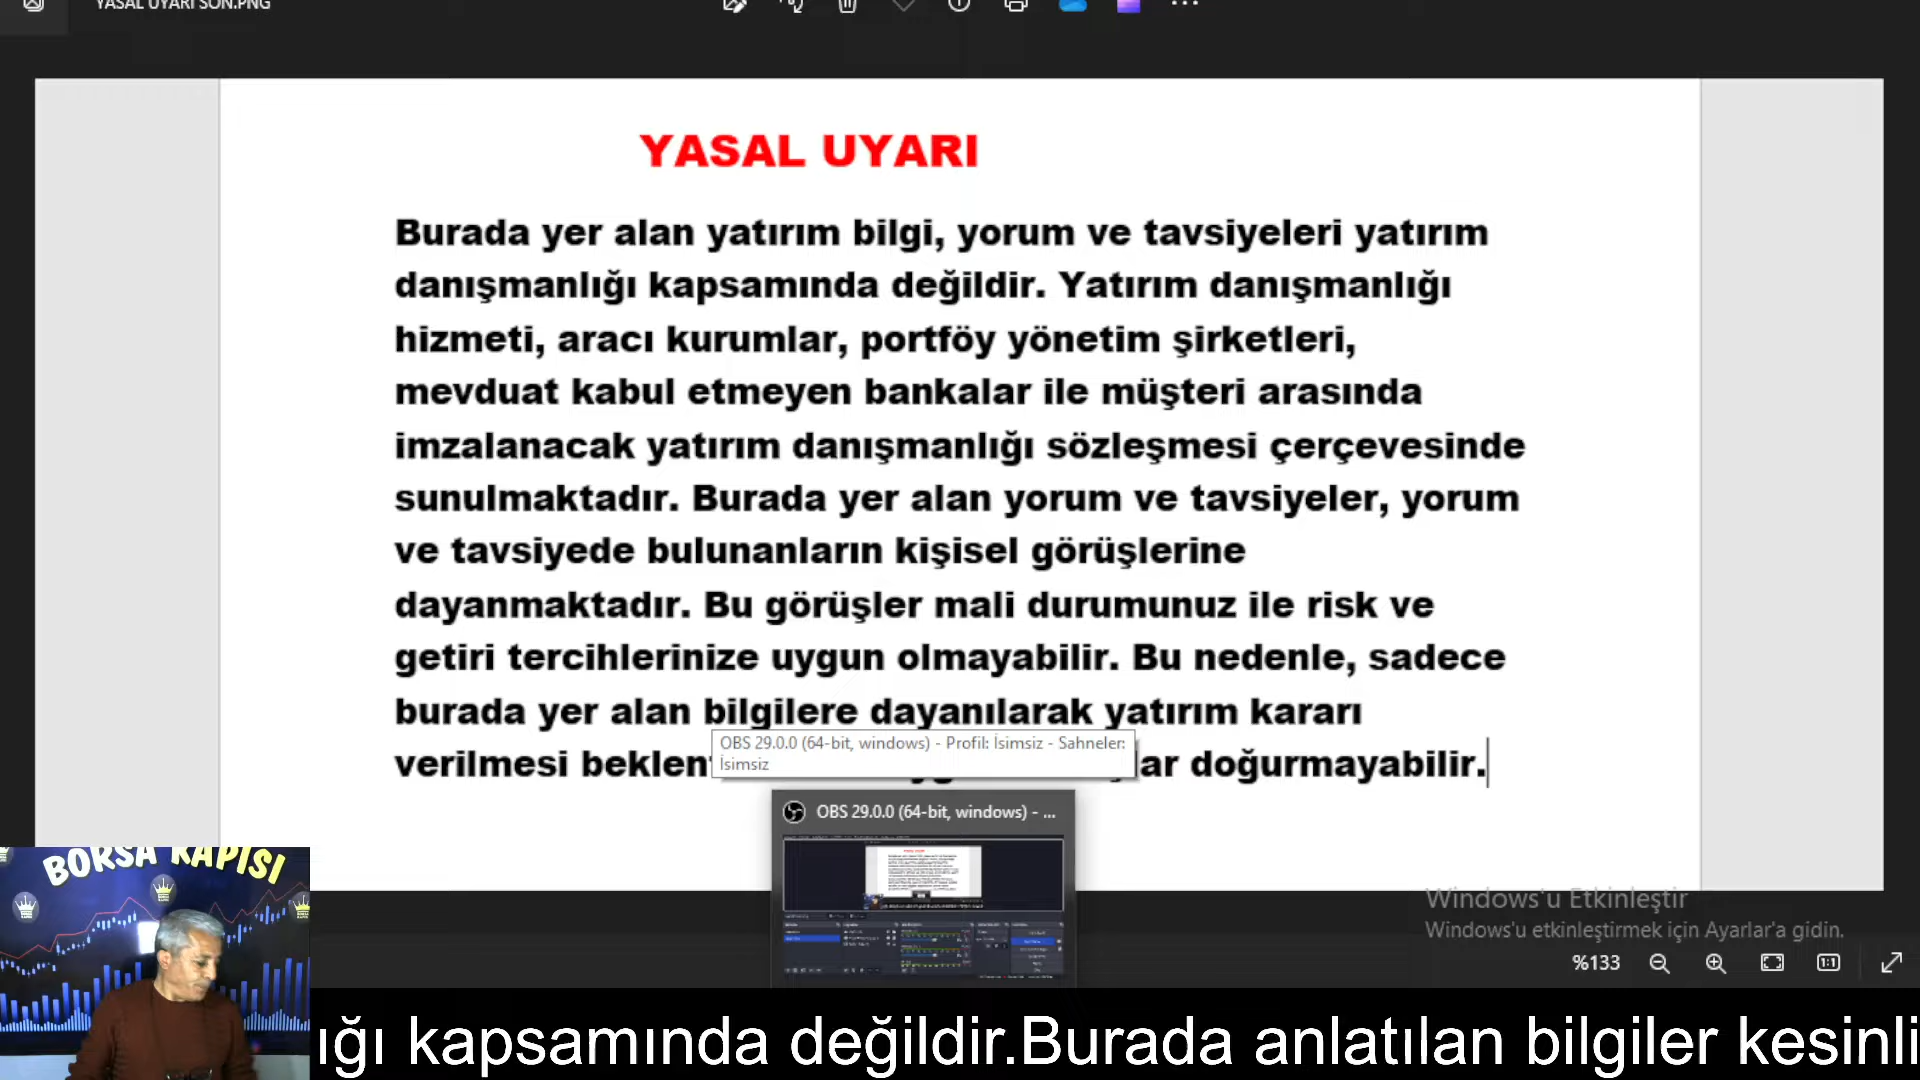 YASAL UYARI SON.PNG
YASAL UYARI
Burada yer alan yatırım bilgi, yorum ve tavsiyeleri yatırım
danışmanlığı kapsamında değildir. Yatırım danışmanlığı
hizmeti, aracı kurumlar, portföy yönetim şirketleri,
mevduat kabul etmeyen bankalar ile müşteri arasında
imzalanacak yatırım danışmanlığı sözleşmesi çerçevesinde
sunulmaktadır. Burada yer alan yorum ve tavsiyeler, yorum
ve tavsiyede bulunanların kişisel görüşlerine
dayanmaktadır. Bu görüşler mali durumunuz ile risk ve
getiri tercihlerinize uygun olmayabilir. Bu nedenle, sadece
burada yer alan bilgilere dayanılarak yatırım kararı
verilmesi beklen lar doğurmayabilir.
OBS 29.0.0 (64-bit, windows) - Profil: İsimsiz - Sahneler:
İsimsiz
OBS 29.0.0 (64-bit, windows) - ...
BORSA KAPISI
Windows'u Etkinleştir
Windows'u etkinleştirmek için Ayarlar'a gidin.
%133
1:1
ığı kapsamında değildir.Burada anlatılan bilgiler kesinli